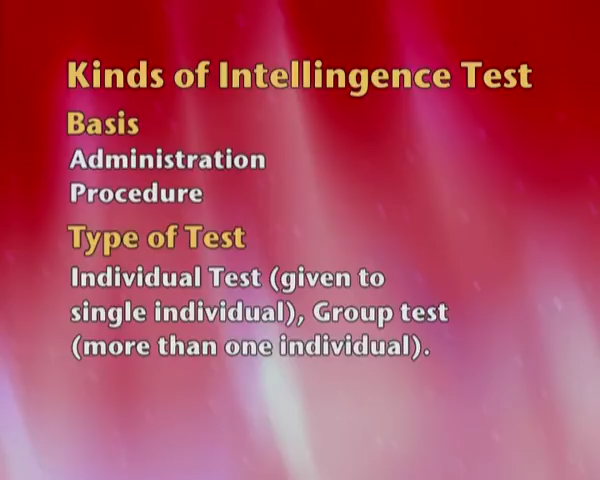 Kinds of Intellingence Test
Basis
Administration
Procedure
Type of Test
Individual Test (given to
single individual), Group test
(more than one individual).